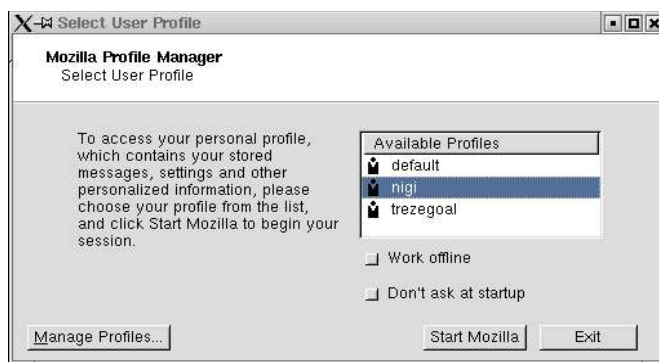 Select User Profile
Mozilla Profile Manager
Select User Profile
To access your personal profile,
which contains your stored
messages, settings and other
personalized information, please
choose your profile from the list,
and click Start Mozilla to begin your
session.
Available Profiles
default
nigi
trezegoal
Work offline
Don't ask at startup
Manage Profiles...
Start Mozilla
Exit